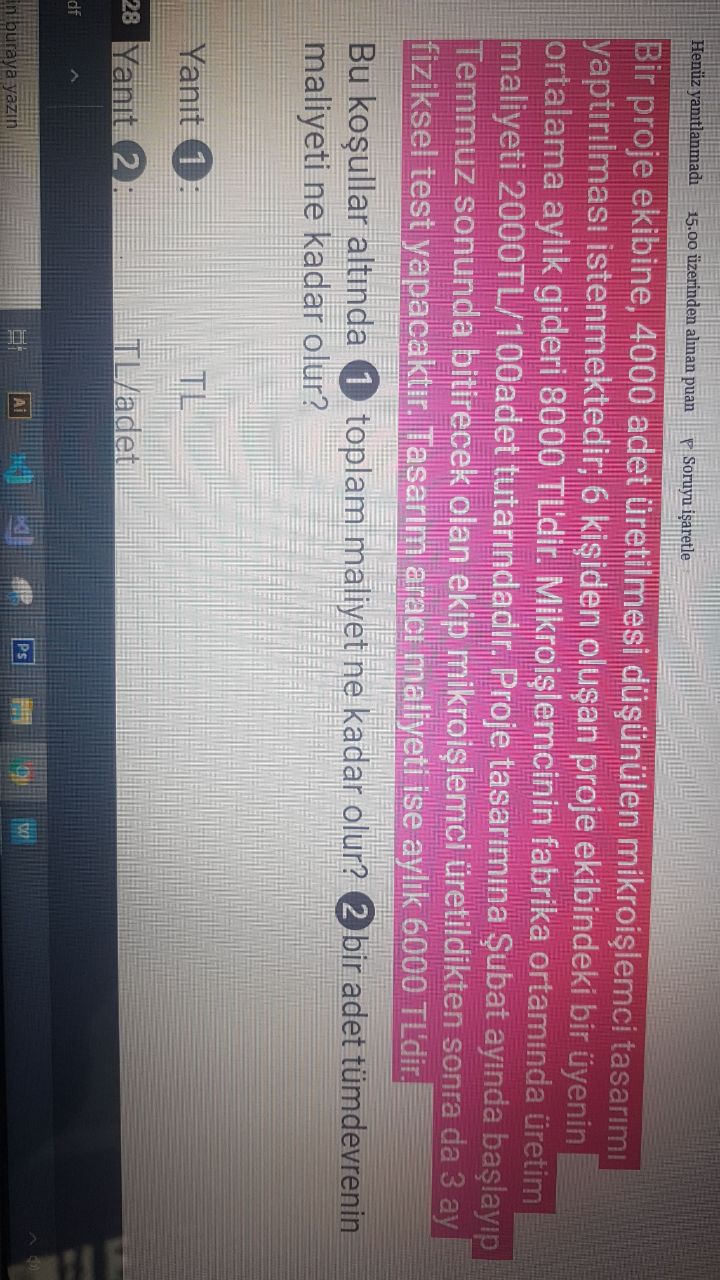 Henüz yanıtlanmadı 15,00 üzerinden alınan puan Soruyu işaretle
Bir proje ekibine, 4000 adet üretilmesi düşünülen mikroişlemci tasarımı
yaptırılması istenmektedir; 6 kişiden oluşan proje ekibindeki bir üyenin
ortalama aylık gideri 8000 TL'dir. Mikroişlemcinin fabrika ortamında üretim
maliyeti 2000TL/100adet tutarındadır. Proje tasarımına Şubat ayında başlayıp
Temmuz sonunda bitirecek olan ekip mikroişlemci üretildikten sonra da 3 ay
fiziksel test yapacaktır. Tasarım aracı maliyeti ise aylık 6000 TL'dir.
Bu koşullar altında 1 toplam maliyet ne kadar olur? 2 bir adet tümdevrenin
maliyeti ne kadar olur?
Yanıt 1: TL
28 Yanıt 2: TL/adet
df
buraya yazın
Ai
Ps
W